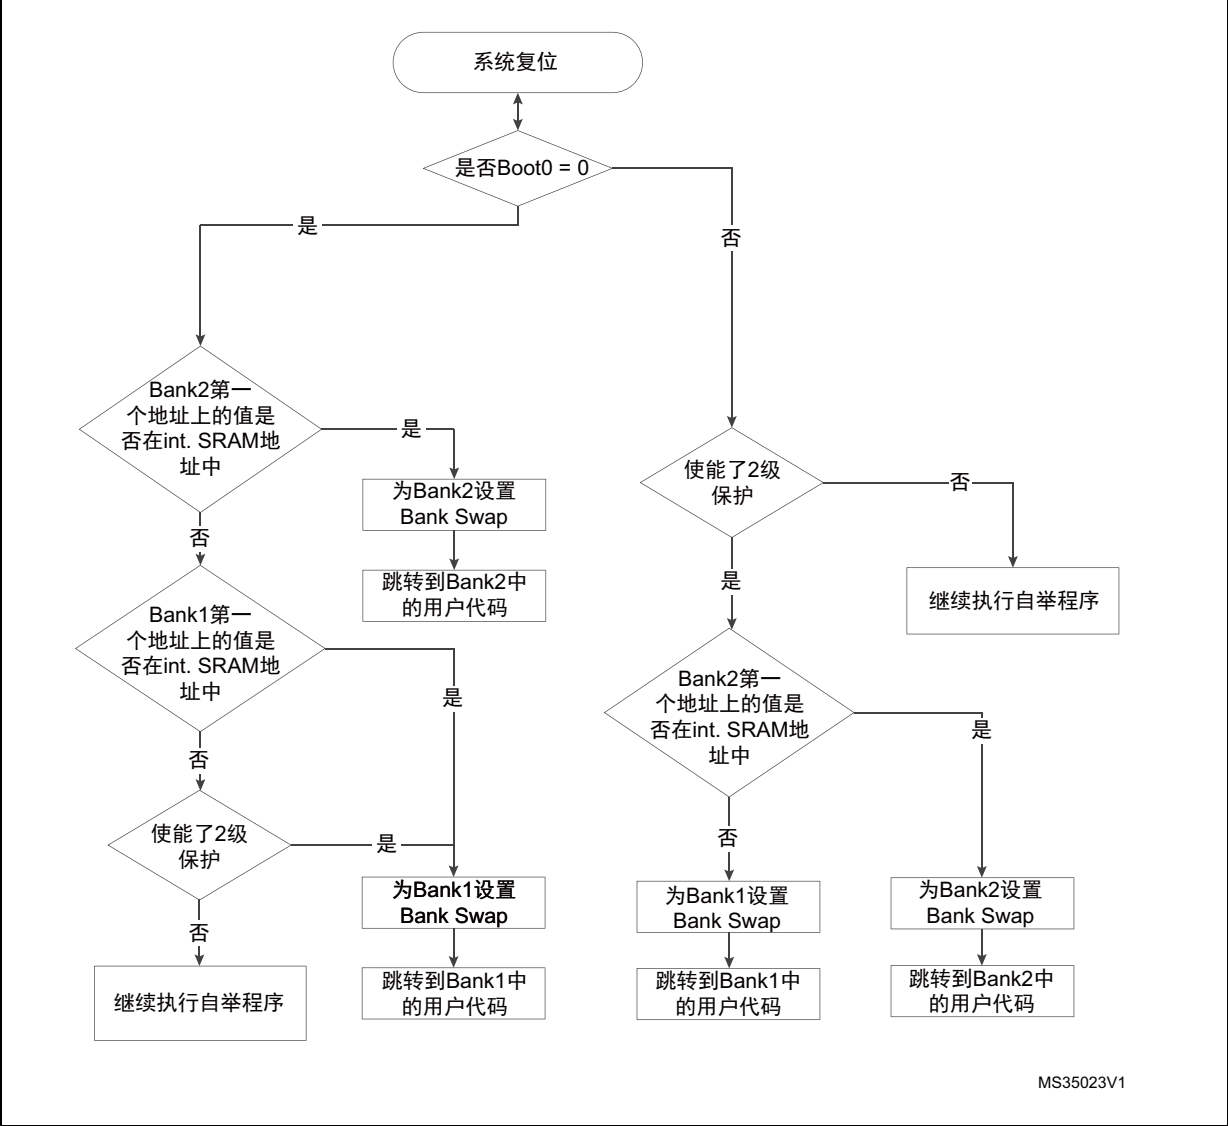 系统复位
是否Boot0 = 0
是
否
Bank2第一
个地址上的值是
否在int. SRAM地
址中
是
为Bank2设置
Bank Swap
跳转到Bank2中
的用户代码
否
Bank1第一
个地址上的值是
否在int. SRAM地
址中
是
否
使能了2级
保护
是
为Bank1设置
Bank Swap
跳转到Bank1中
的用户代码
否
继续执行自举程序
使能了2级
保护
否
继续执行自举程序
是
Bank2第一
个地址上的值是
否在int. SRAM地
址中
是
否
为Bank1设置
Bank Swap
跳转到Bank1中
的用户代码
为Bank2设置
Bank Swap
跳转到Bank2中
的用户代码
MS35023V1